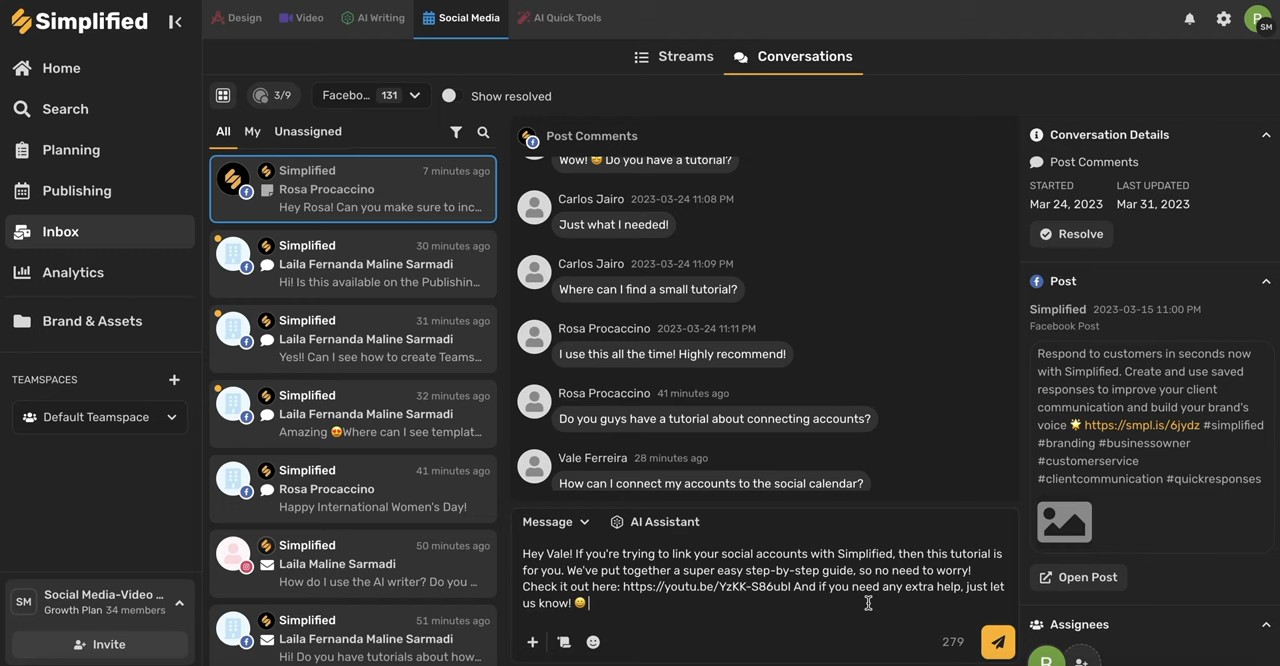 Simplified
Design
Video
AI Writing
Social Media
AI Quick Tools
SM
Home
Search
Planning
Publishing
Inbox
Analytics
Brand & Assets
TEAMSPACES
Default Teamspace
SM
Social Media-Video ...
Growth Plan 34 members
Invite
Streams
Conversations
3/9
Facebo... 131
Show resolved
All My Unassigned
Simplified 7 minutes ago
Rosa Procaccino
Hey Rosa! Can you make sure to inc...
Simplified 30 minutes ago
Laila Fernanda Maline Sarmadi
Hi! Is this available on the Publishin...
Simplified 31 minutes ago
Laila Fernanda Maline Sarmadi
Yes!! Can I see how to create Teams...
Simplified 32 minutes ago
Laila Fernanda Maline Sarmadi
Amazing 😍Where can I see templat...
Simplified 41 minutes ago
Rosa Procaccino
Happy International Women's Day!
Simplified 50 minutes ago
Laila Maline Sarmadi
How do I use the AI writer? Do you ...
Simplified 51 minutes ago
Laila Maline Sarmadi
Hi! Do you have tutorials about how...
Post Comments
Wow! 😍 Do you have a tutorial?
Carlos Jairo 2023-03-24 11:08 PM
Just what I needed!
Carlos Jairo 2023-03-24 11:09 PM
Where can I find a small tutorial?
Rosa Procaccino 2023-03-24 11:11 PM
I use this all the time! Highly recommend!
Rosa Procaccino 41 minutes ago
Do you guys have a tutorial about connecting accounts?
Vale Ferreira 28 minutes ago
How can I connect my accounts to the social calendar?
Message AI Assistant
Hey Vale! If you're trying to link your social accounts with Simplified, then this tutorial is
for you. We've put together a super easy step-by-step guide, so no need to worry!
Check it out here: https://youtu.be/YzKK-S86ubI And if you need any extra help, just let
us know! 😄
279
Conversation Details
Post Comments
STARTED LAST UPDATED
Mar 24, 2023 Mar 31, 2023
Resolve
Post
Simplified 2023-03-15 11:00 PM
Facebook Post
Respond to customers in seconds now
with Simplified. Create and use saved
responses to improve your client
communication and build your brand's
voice 🌟 https://smpl.is/6jydz #simplified
#branding #businessowner
#customerservice
#clientcommunication #quickresponses
Open Post
Assignees